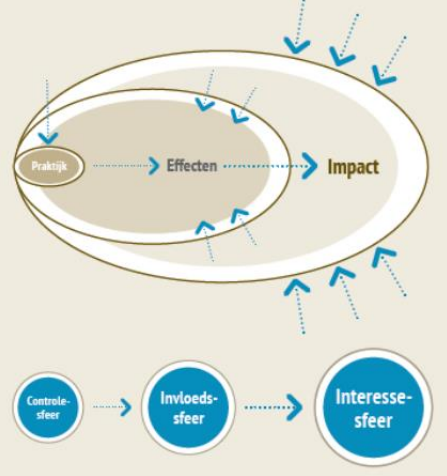 Praktijk
Effecten
Impact
Controle-
sfeer
Invloeds-
sfeer
Interesse-
sfeer